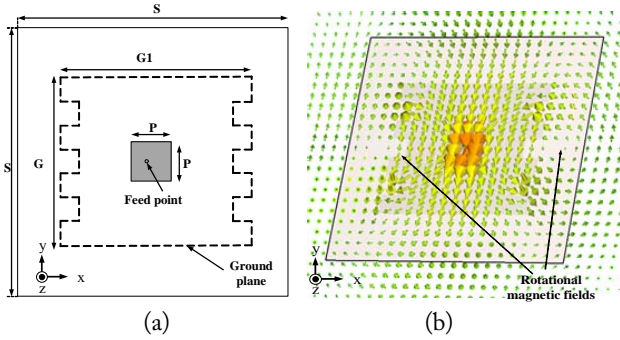 S
G1
P
S
G
P
Feed point
y
x
z
Ground
plane
(a)
y
x
z
Rotational
magnetic fields
(b)